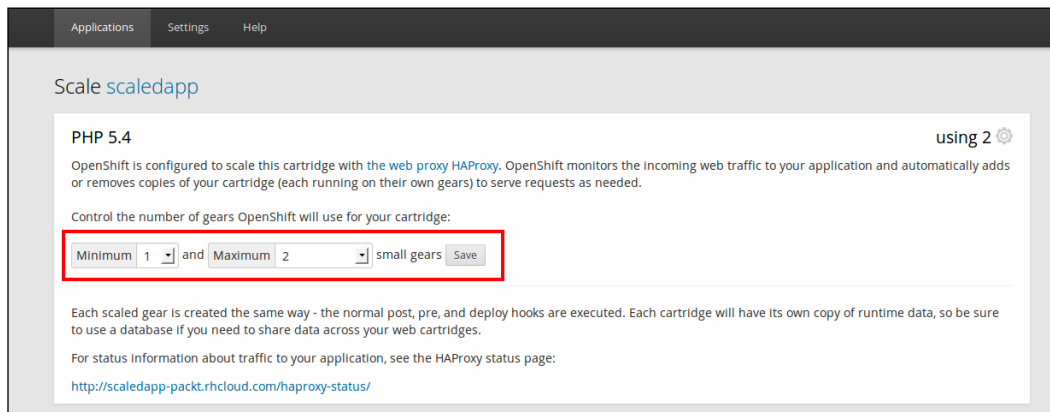 Applications Settings Help
Scale scaledapp
PHP 5.4 using 2
OpenShift is configured to scale this cartridge with the web proxy HAProxy. OpenShift monitors the incoming web traffic to your application and automatically adds
or removes copies of your cartridge (each running on their own gears) to serve requests as needed.
Control the number of gears OpenShift will use for your cartridge:
Minimum 1 and Maximum 2 small gears Save
Each scaled gear is created the same way - the normal post, pre, and deploy hooks are executed. Each cartridge will have its own copy of runtime data, so be sure
to use a database if you need to share data across your web cartridges.
For status information about traffic to your application, see the HAProxy status page:
http://scaledapp-packt.rhcloud.com/haproxy-status/